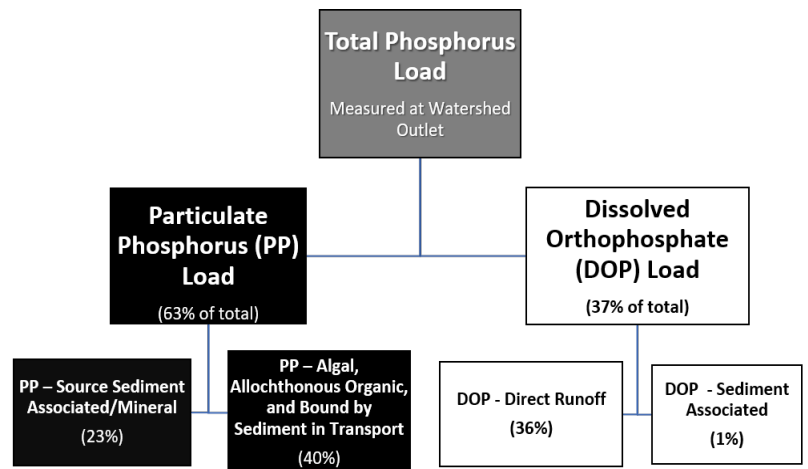 Total Phosphorus
Load
Measured at Watershed
Outlet
Particulate
Phosphorus (PP)
Load
(63% of total)
Dissolved
Orthophosphate
(DOP) Load
(37% of total)
PP – Source Sediment
Associated/Mineral
(23%)
PP – Algal,
Allochthonous Organic,
and Bound by
Sediment in Transport
(40%)
DOP - Direct Runoff
(36%)
DOP - Sediment
Associated
(1%)